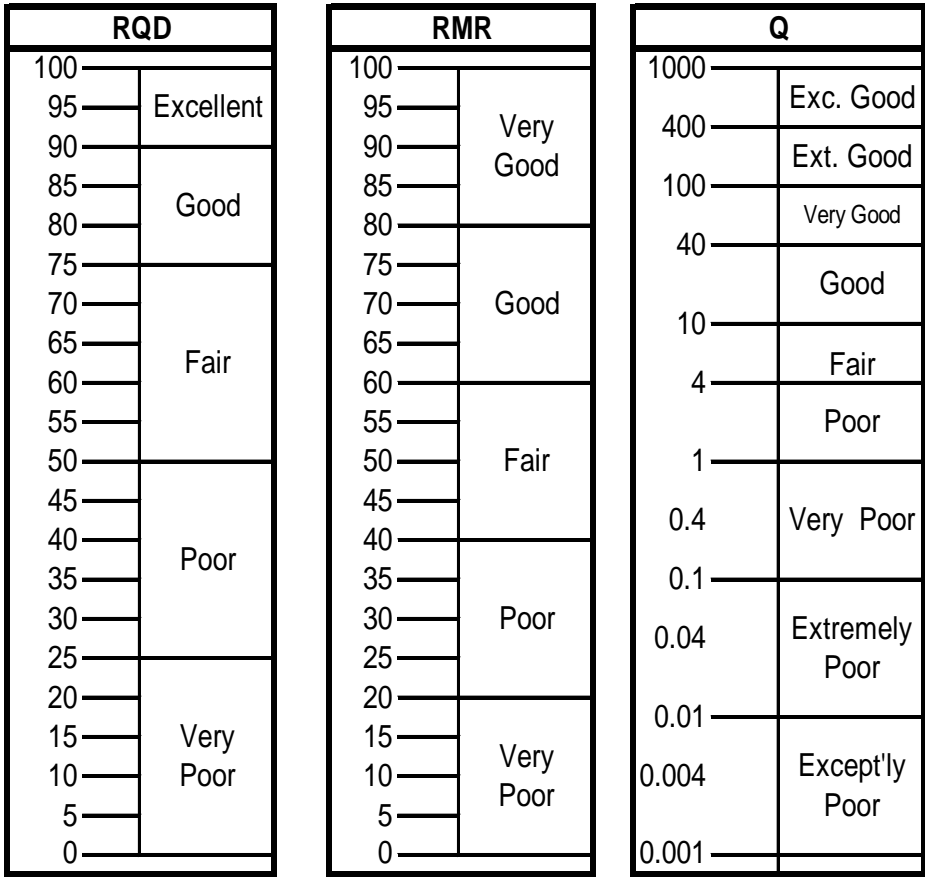 RQD
100
95
Excellent
90
85
Good
80
75
70
65
Fair
60
55
50
45
40
Poor
35
30
25
20
15
Very
10
Poor
5
0
RMR
100
95
Very
90
Good
85
80
75
70
Good
65
60
55
50
Fair
45
40
35
30
Poor
25
20
15
Very
10
Poor
5
0
Q
1000
Exc. Good
400
Ext. Good
100
Very Good
40
Good
10
Fair
4
Poor
1
0.4
Very Poor
0.1
Extremely
0.04
Poor
0.01
Except'ly
0.004
Poor
0.001